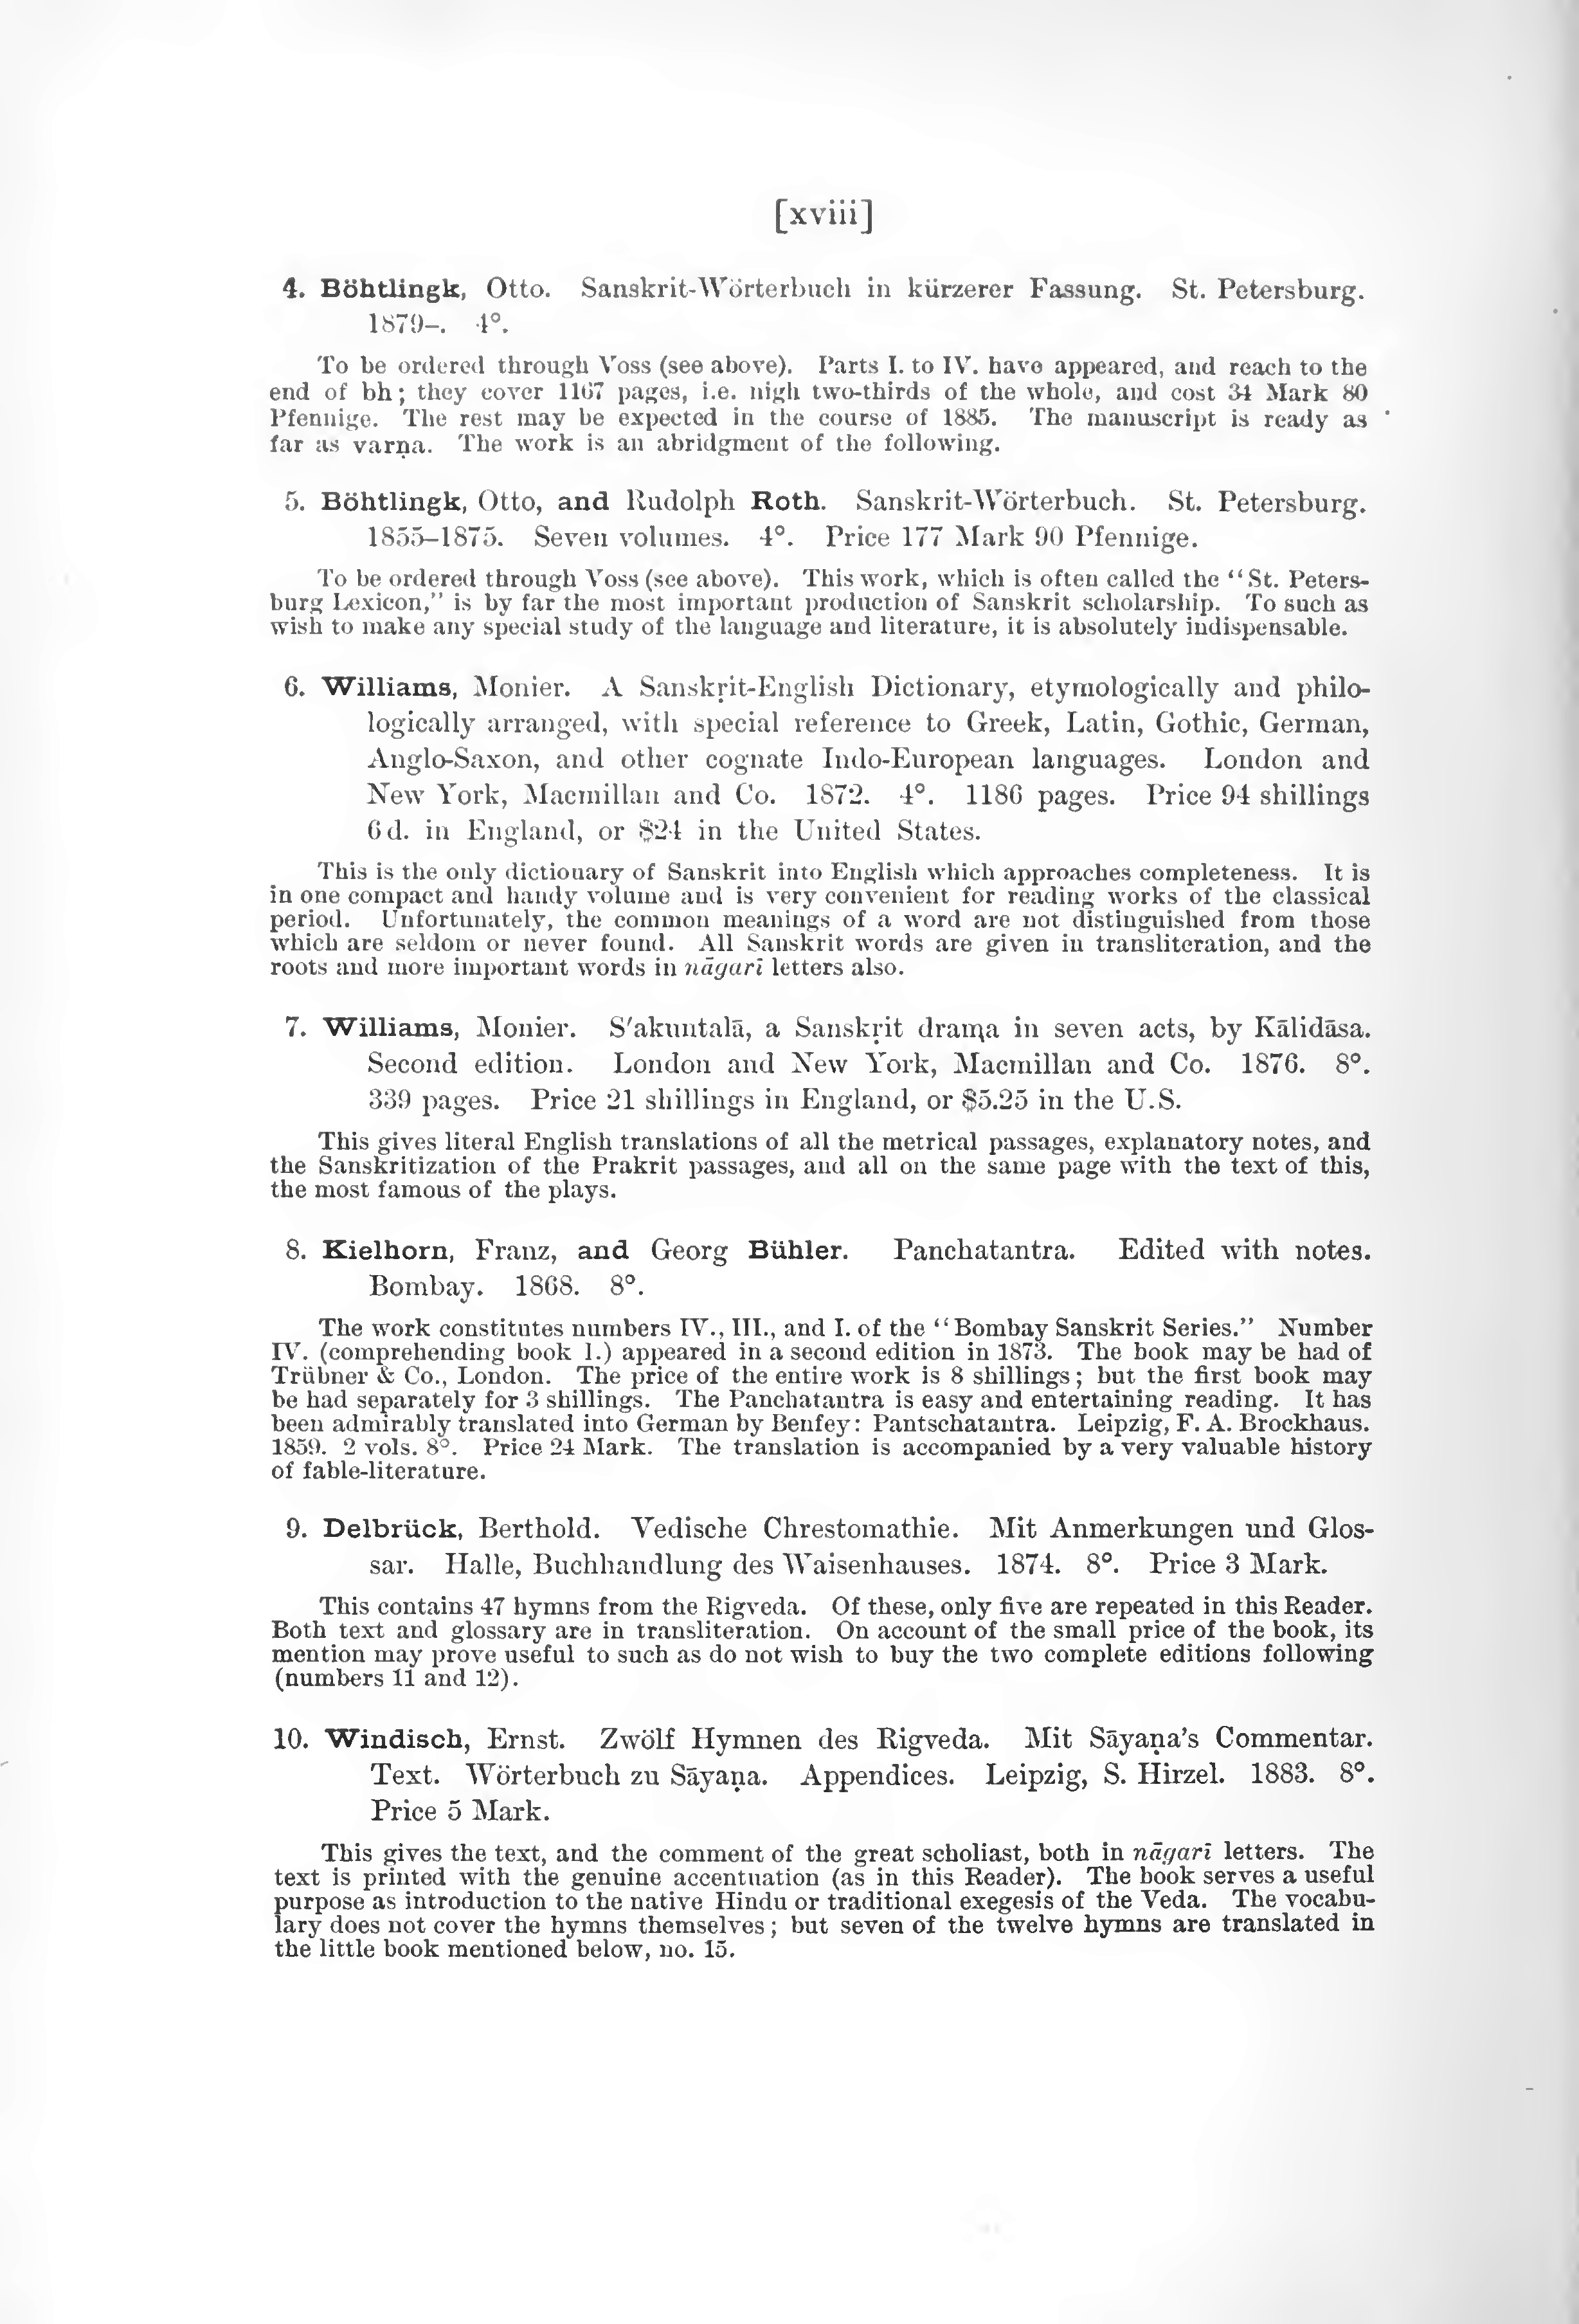 [xviii]
4. Böhtlingk, Otto. Sanskrit-Wörterbuch in kürzerer Fassung. St. Petersburg.
1879–. 4°.
To be ordered through Voss (see above). Parts I. to IV. have appeared, and reach to the
end of bh; they cover 1167 pages, i.e. nigh two-thirds of the whole, and cost 34 Mark 80
Pfennige. The rest may be expected in the course of 1885. The manuscript is ready as
far as varṇa. The work is an abridgment of the following.
5. Böhtlingk, Otto, and Rudolph Roth. Sanskrit-Wörterbuch. St. Petersburg.
1855–1875. Seven volumes. 4°. Price 177 Mark 90 Pfennige.
To be ordered through Voss (see above). This work, which is often called the “St. Peters-
burg Lexicon,” is by far the most important production of Sanskrit scholarship. To such as
wish to make any special study of the language and literature, it is absolutely indispensable.
6. Williams, Monier. A Sanskṛit-English Dictionary, etymologically and philo-
logically arranged, with special reference to Greek, Latin, Gothic, German,
Anglo-Saxon, and other cognate Indo-European languages. London and
New York, Macmillan and Co. 1872. 4°. 1186 pages. Price 94 shillings
6 d. in England, or $24 in the United States.
This is the only dictionary of Sanskrit into English which approaches completeness. It is
in one compact and handy volume and is very convenient for reading works of the classical
period. Unfortunately, the common meanings of a word are not distinguished from those
which are seldom or never found. All Sanskrit words are given in transliteration, and the
roots and more important words in nāgarī letters also.
7. Williams, Monier. S'akuntalā, a Sanskṛit drama in seven acts, by Kālidāsa.
Second edition. London and New York, Macmillan and Co. 1876. 8°.
339 pages. Price 21 shillings in England, or $5.25 in the U.S.
This gives literal English translations of all the metrical passages, explanatory notes, and
the Sanskritization of the Prakrit passages, and all on the same page with the text of this,
the most famous of the plays.
8. Kielhorn, Franz, and Georg Bühler. Panchatantra. Edited with notes.
Bombay. 1868. 8°.
The work constitutes numbers IV., III., and I. of the “Bombay Sanskrit Series.” Number
IV. (comprehending book I.) appeared in a second edition in 1873. The book may be had of
Trübner & Co., London. The price of the entire work is 8 shillings; but the first book may
be had separately for 3 shillings. The Panchatantra is easy and entertaining reading. It has
been admirably translated into German by Benfey: Pantschatantra. Leipzig, F. A. Brockhaus.
1859. 2 vols. 8°. Price 24 Mark. The translation is accompanied by a very valuable history
of fable-literature.
9. Delbrück, Berthold. Vedische Chrestomathie. Mit Anmerkungen und Glos-
sar. Halle, Buchhandlung des Waisenhauses. 1874. 8°. Price 3 Mark.
This contains 47 hymns from the Rigveda. Of these, only five are repeated in this Reader.
Both text and glossary are in transliteration. On account of the small price of the book, its
mention may prove useful to such as do not wish to buy the two complete editions following
(numbers 11 and 12).
10. Windisch, Ernst. Zwölf Hymnen des Rigveda. Mit Sāyaṇa's Commentar.
Text. Wörterbuch zu Sāyaṇa. Appendices. Leipzig, S. Hirzel. 1883. 8°.
Price 5 Mark.
This gives the text, and the comment of the great scholiast, both in nāgarī letters. The
text is printed with the genuine accentuation (as in this Reader). The book serves a useful
purpose as introduction to the native Hindu or traditional exegesis of the Veda. The vocabu-
lary does not cover the hymns themselves; but seven of the twelve hymns are translated in
the little book mentioned below, no. 15.